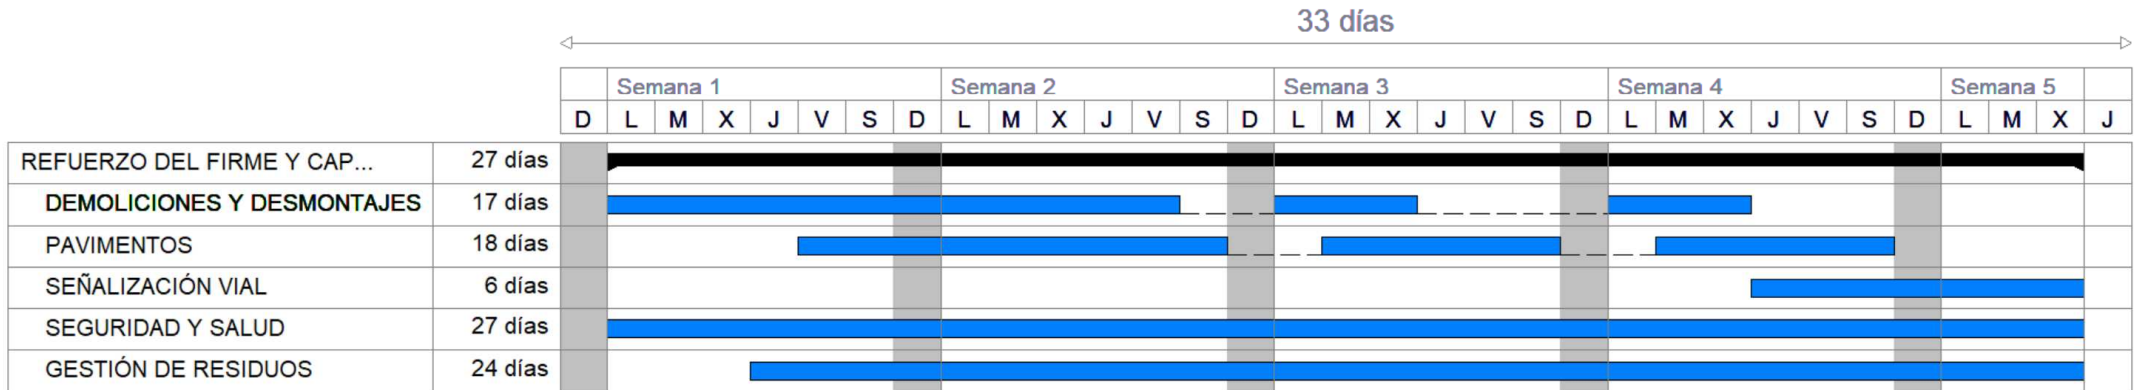 33 días
Semana 1 Semana 2 Semana 3 Semana 4 Semana 5
D L M X J V S D L M X J V S D L M X J V S D L M X J V S D L M X J
REFUERZO DEL FIRME Y CAP... 27 días
DEMOLICIONES Y DESMONTAJES 17 días
PAVIMENTOS 18 días
SEÑALIZACIÓN VIAL 6 días
SEGURIDAD Y SALUD 27 días
GESTIÓN DE RESIDUOS 24 días